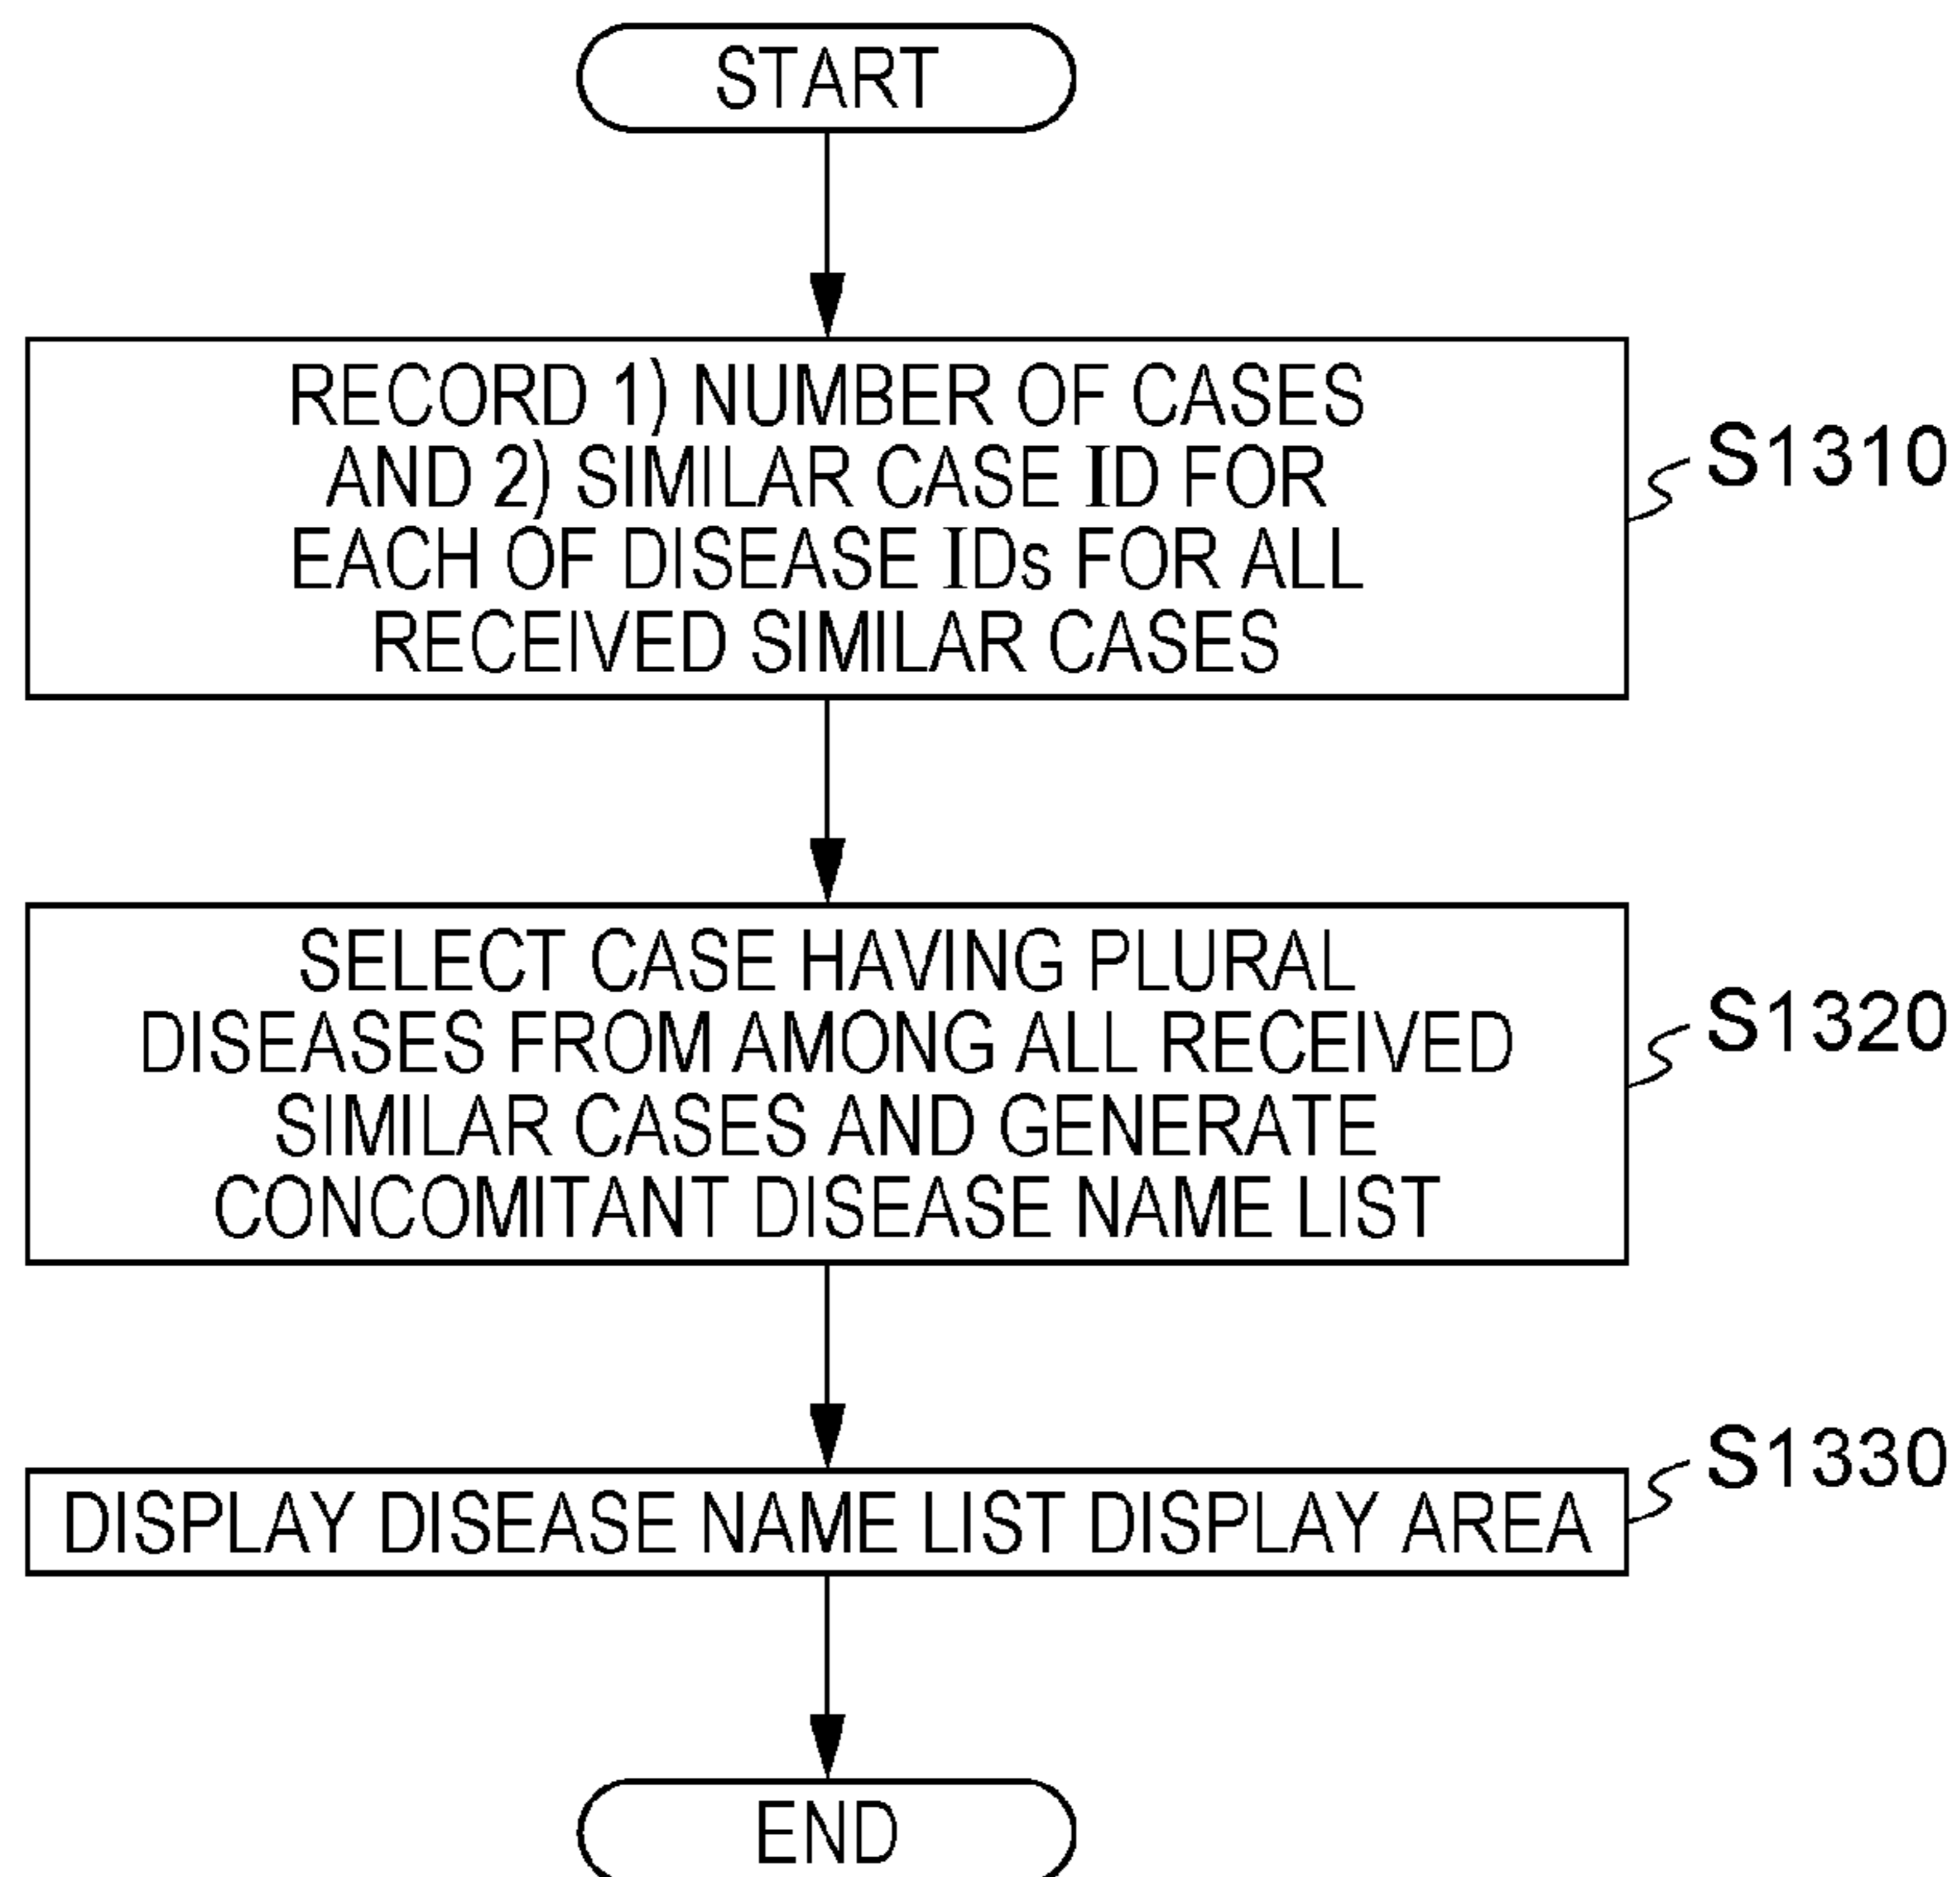 START
RECORD 1) NUMBER OF CASES
AND 2) SIMILAR CASE ID FOR
EACH OF DISEASE IDs FOR ALL
RECEIVED SIMILAR CASES
S1310
SELECT CASE HAVING PLURAL
DISEASES FROM AMONG ALL RECEIVED
SIMILAR CASES AND GENERATE
CONCOMITANT DISEASE NAME LIST
S1320
DISPLAY DISEASE NAME LIST DISPLAY AREA
S1330
END